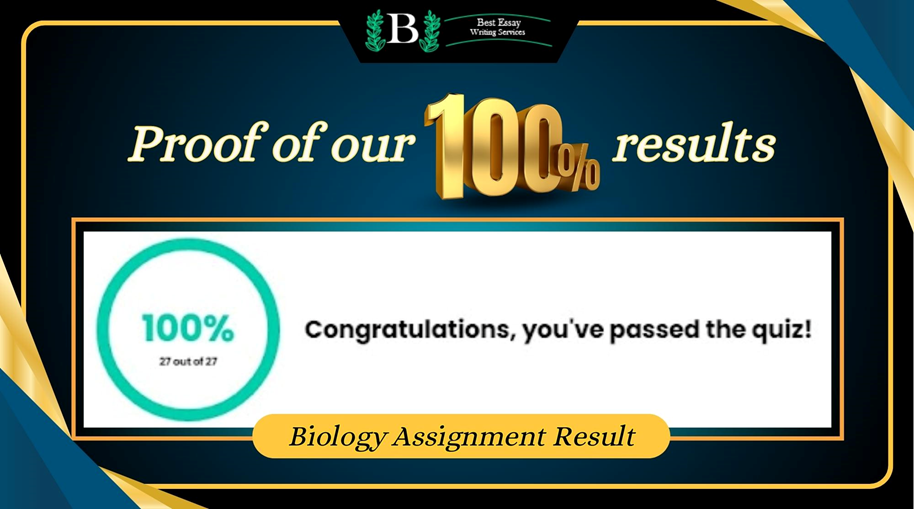 B
Best Essay
Writing Services
Proof of our 100% results
100%
27 out of 27
Congratulations, you've passed the quiz!
Biology Assignment Result